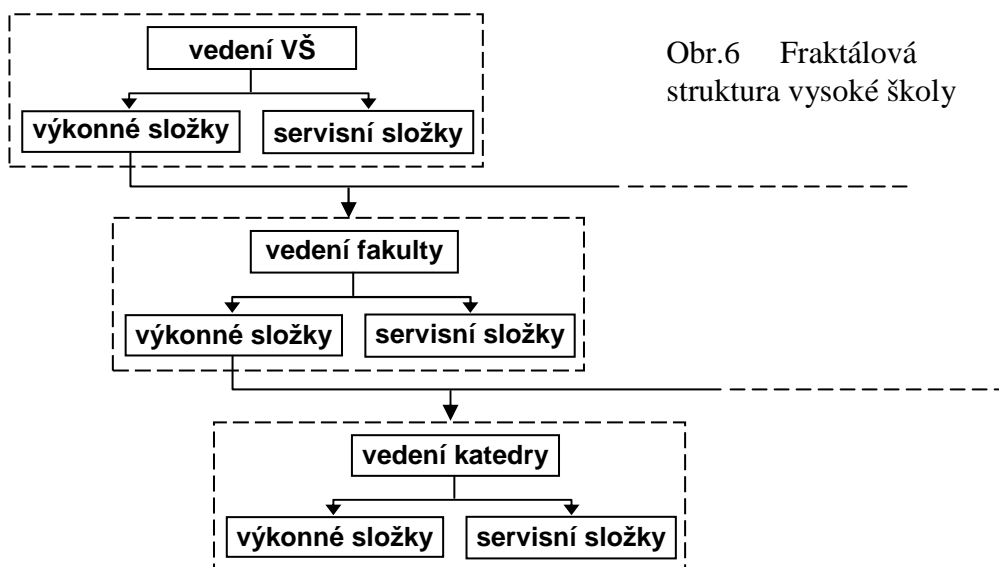 vedení VŠ
Obr.6 Fraktálová
struktura vysoké školy
výkonné složky
servisní složky
vedení fakulty
výkonné složky
servisní složky
vedení katedry
výkonné složky
servisní složky